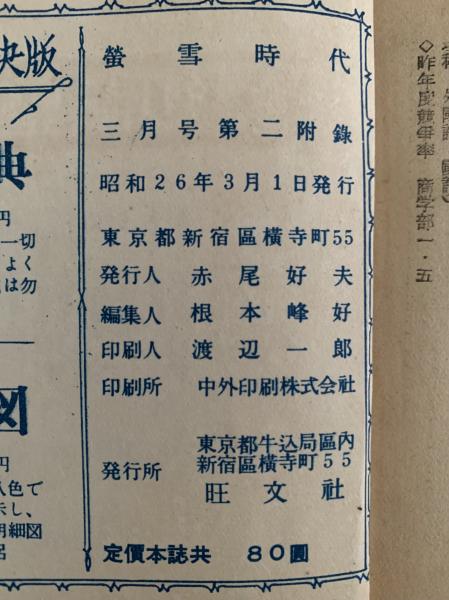 螢雪時代
三月号第二附錄
昭和26年3月1日発行
東京都新宿區橫寺町55
発行人 赤尾好夫
編集人 根本峰好
印刷人 渡辺一郎
印刷所 中外印刷株式会社
東京都牛込局區內
発行所 新宿區橫寺町55
旺文社
定價本誌共 80圓
决版
典
円
一切
よく
は勿
図
円
色で
示し、
明細図
◇昨年度競争率 商学部一・五